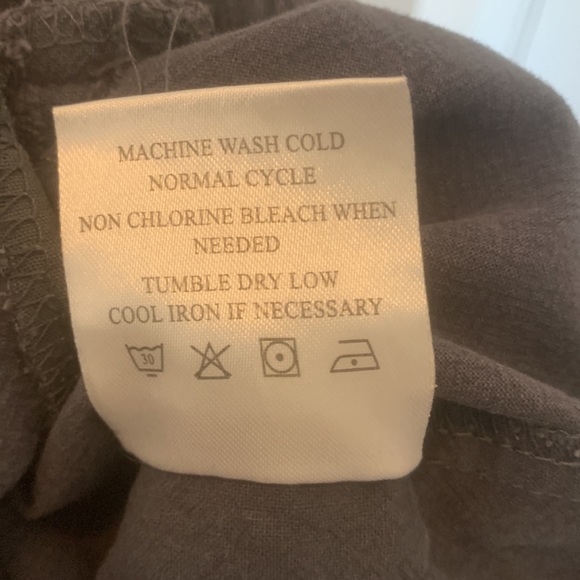 MACHINE WASH COLD
NORMAL CYCLE
NON CHLORINE BLEACH WHEN
NEEDED
TUMBLE DRY LOW
COOL IRON IF NECESSARY
30